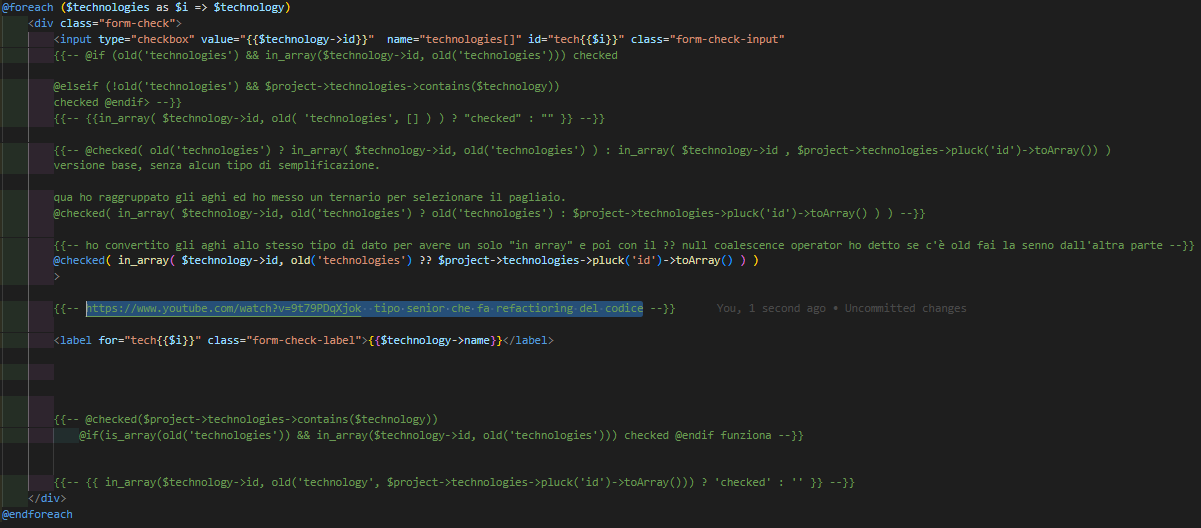 @foreach ($technologies as $i => $technology)
<div class="form-check">
<input type="checkbox" value="{{$technology->id}}"  name="technologies[]" id="tech{{$i}}" class="form-check-input"
{{-- @if (old('technologies') && in_array($technology->id, old('technologies'))) checked
@elseif (!old('technologies') && $project->technologies->contains($technology))
checked @endif> --}}
{{-- {{in_array( $technology->id, old( 'technologies', [] ) ) ? "checked" : "" }} --}}
{{-- @checked( old('technologies') ? in_array( $technology->id, old('technologies') ) : in_array( $technology->id , $project->technologies->pluck('id')->toArray()) )
versione base, senza alcun tipo di semplificazione.
qua ho raggruppato gli aghi ed ho messo un ternario per selezionare il pagliaio.
@checked( in_array( $technology->id, old('technologies') ? old('technologies') : $project->technologies->pluck('id')->toArray() ) ) --}}
{{-- ho convertito gli aghi allo stesso tipo di dato per avere un solo "in array" e poi con il ?? null coalescence operator ho detto se c'è old fai la senno dall'altra parte --}}
@checked( in_array( $technology->id, old('technologies') ?? $project->technologies->pluck('id')->toArray() ) )
>
{{-- https://www.youtube.com/watch?v=9t79PDqXjok  tipo senior che fa refactioring del codice --}} You, 1 second ago • Uncommitted changes
<label for="tech{{$i}}" class="form-check-label">{{$technology->name}}</label>
{{-- @checked($project->technologies->contains($technology))
@if(is_array(old('technologies')) && in_array($technology->id, old('technologies'))) checked @endif funziona --}}
{{-- {{ in_array($technology->id, old('technology', $project->technologies->pluck('id')->toArray())) ? 'checked' : '' }} --}}
</div>
@endforeach